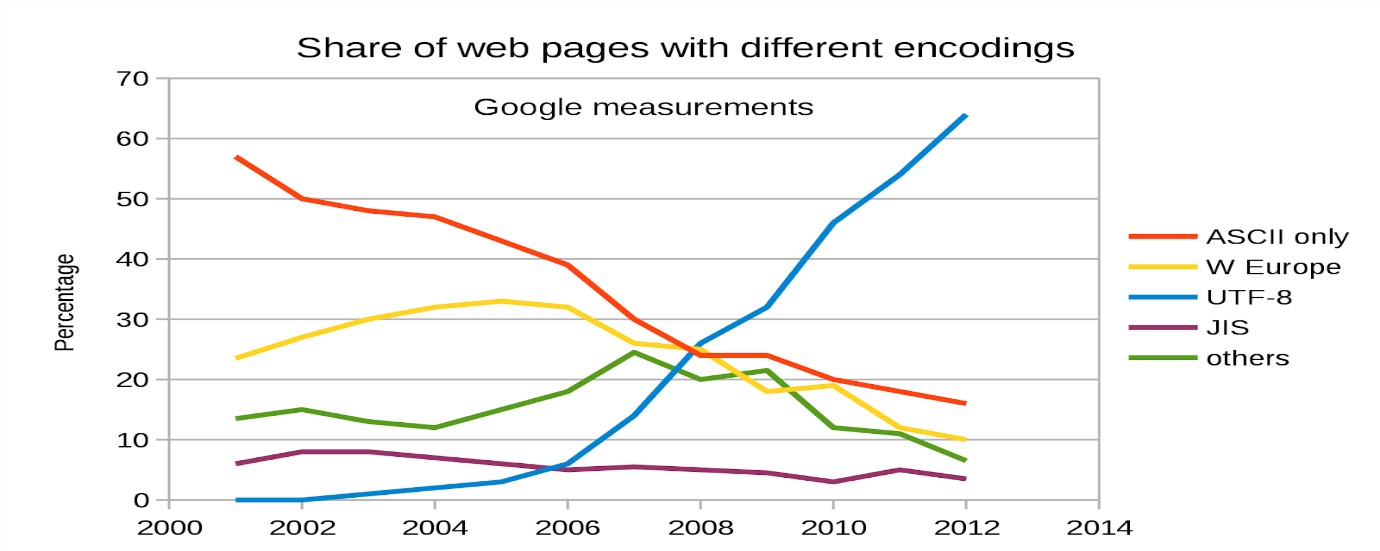 Share of web pages with different encodings
Google measurements
Percentage
70
60
50
40
30
20
10
0
2000 2002 2004 2006 2008 2010 2012 2014
ASCII only
W Europe
UTF-8
JIS
others